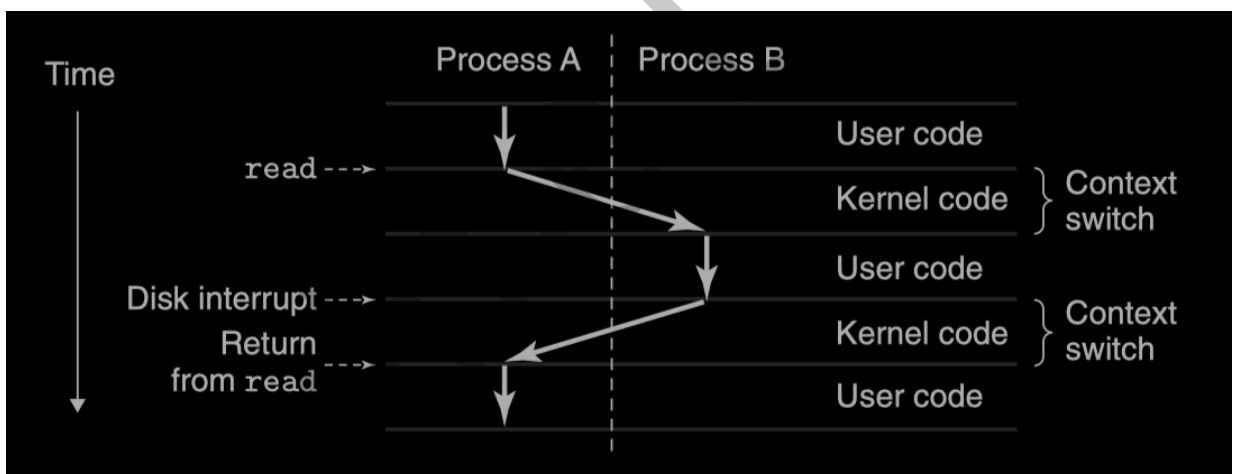 Process A
Process B
Time
User code
read
Kernel code
Context
switch
User code
Disk interrupt
Return
from read
Kernel code
Context
switch
User code